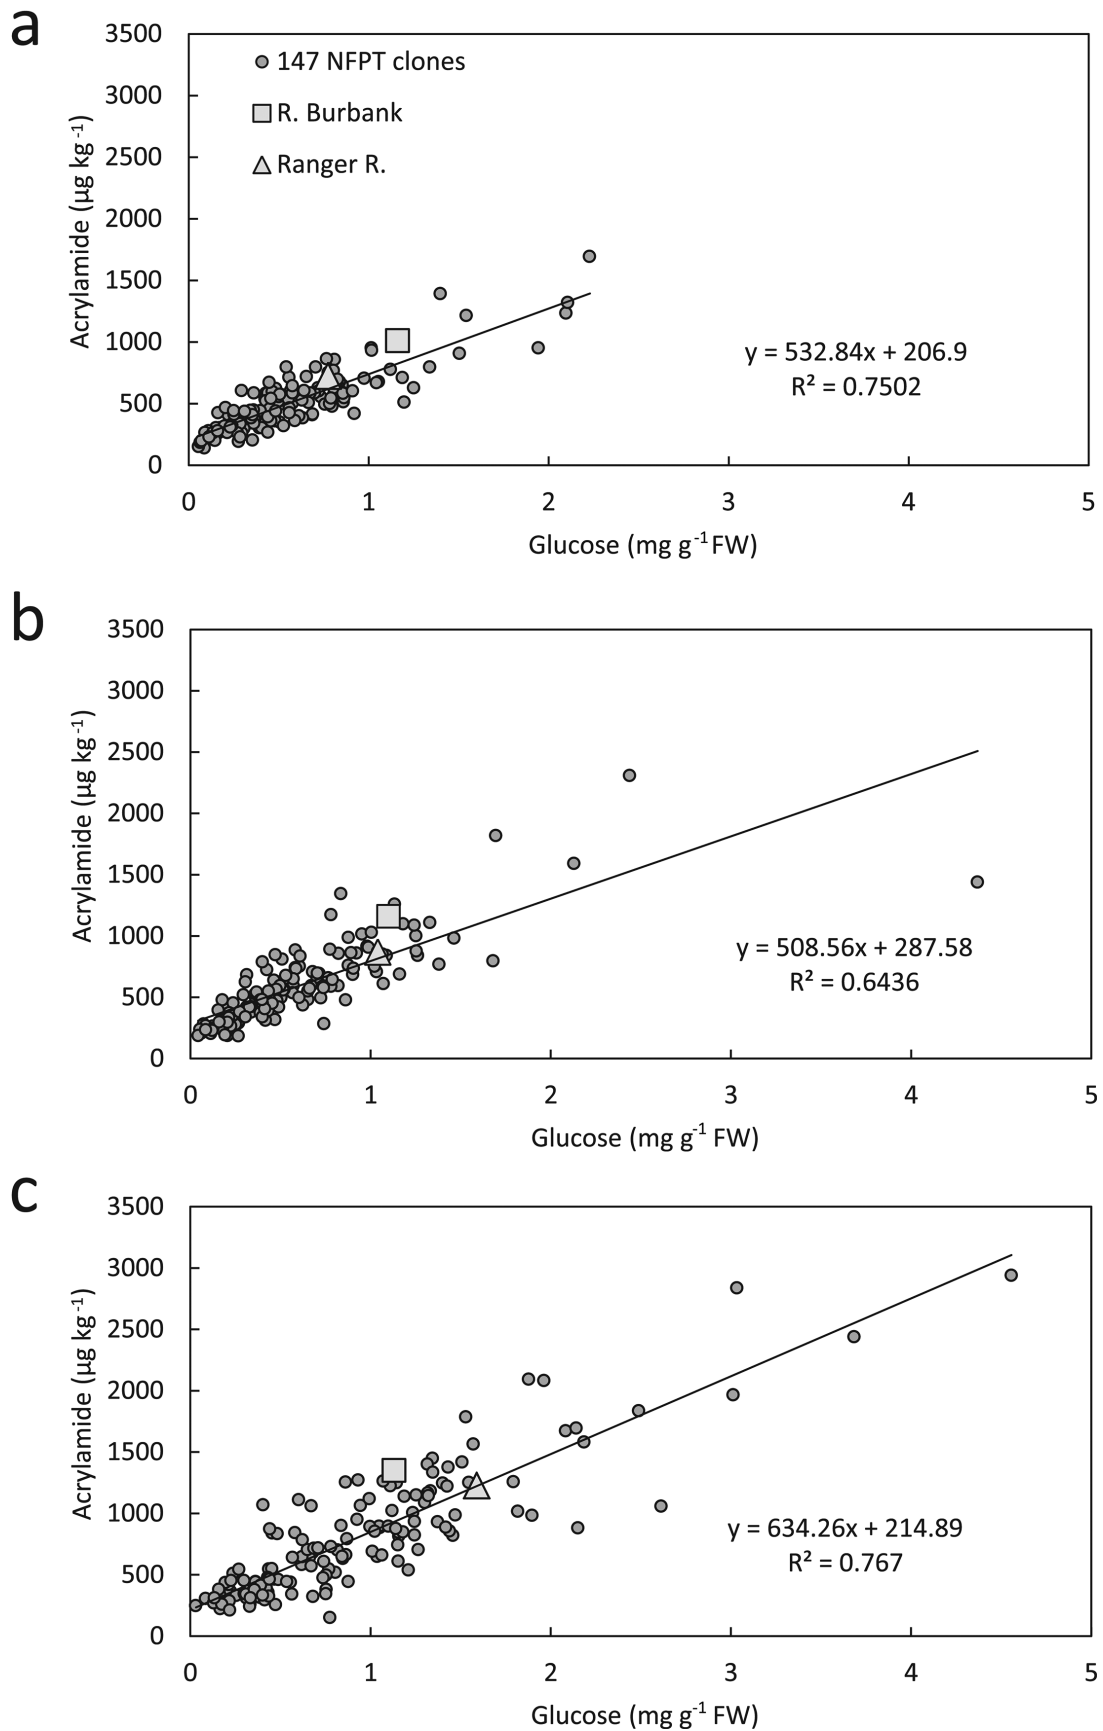 a
3500
3000
2500
2000
1500
1000
500
0
Acrylamide (µg kg⁻¹)
147 NFPT clones
R. Burbank
Ranger R.
y = 532.84x + 206.9
R² = 0.7502
0 1 2 3 4 5
Glucose (mg g⁻¹ FW)
b
3500
3000
2500
2000
1500
1000
500
0
Acrylamide (µg kg⁻¹)
y = 508.56x + 287.58
R² = 0.6436
0 1 2 3 4 5
Glucose (mg g⁻¹ FW)
c
3500
3000
2500
2000
1500
1000
500
0
Acrylamide (µg kg⁻¹)
y = 634.26x + 214.89
R² = 0.767
0 1 2 3 4 5
Glucose (mg g⁻¹ FW)